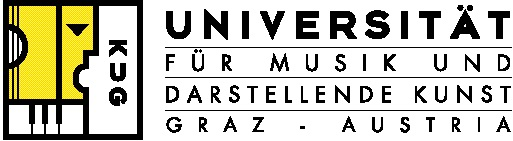 KUG
UNIVERSITÄT
FÜR MUSIK UND
DARSTELLENDE KUNST
GRAZ - AUSTRIA